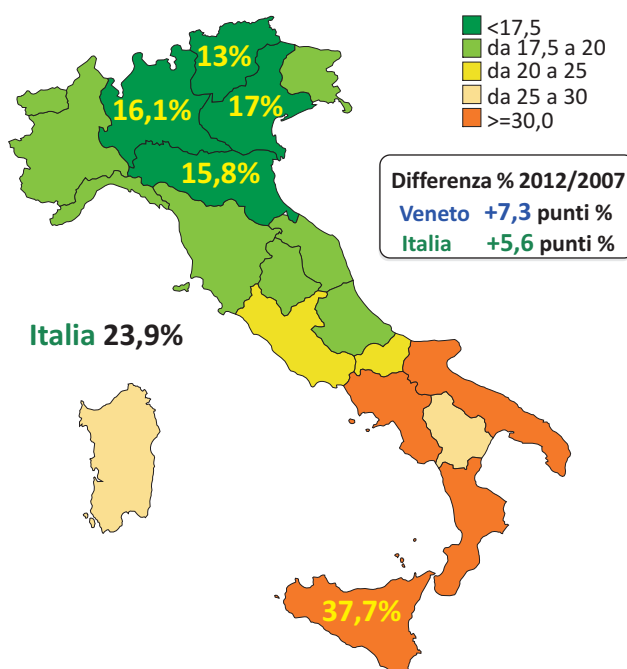 <17,5
da 17,5 a 20
da 20 a 25
da 25 a 30
>=30,0
13%
16,1%
17%
15,8%
Differenza % 2012/2007
Veneto +7,3 punti %
Italia +5,6 punti %
Italia 23,9%
37,7%